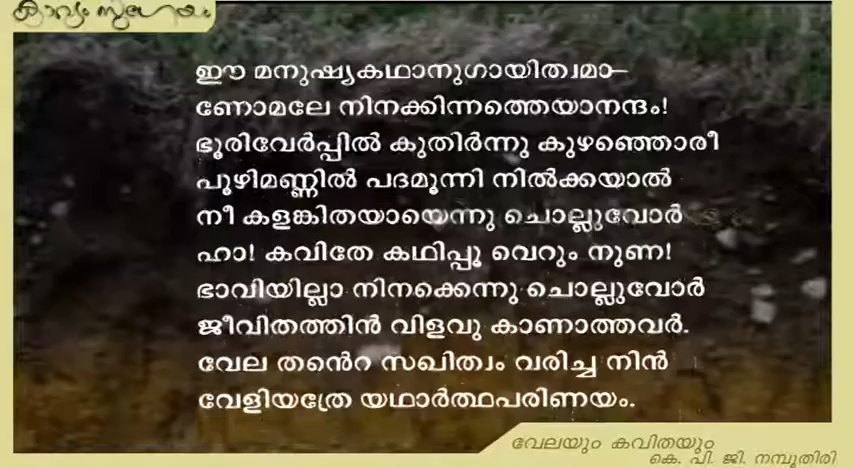 കാവ്യം സുഗേയം
ഈ മനുഷ്യകഥാനുഗായിത്വമാ–
ണോമലേ നിനക്കിന്നത്തെയാനന്ദം!
ഭൂരിവേർപ്പിൽ കുതിർന്നു കുഴഞ്ഞൊരീ
പൂഴിമണ്ണിൽ പദമൂന്നി നിൽക്കയാൽ
നീ കളങ്കിതയായെന്നു ചൊല്ലുവോർ
ഹാ! കവിതേ കഥിപ്പൂ വെറും നുണ!
ഭാവിയില്ലാ നിനക്കെന്നു ചൊല്ലുവോർ
ജീവിതത്തിൻ വിളവു കാണാത്തവർ.
വേല തൻെറ സഖിത്വം വരിച്ച നിൻ
വേളിയത്രേ യഥാർത്ഥപരിണയം.
വേലയും കവിതയും
കെ. പി. ജി. നമ്പൂതിരി